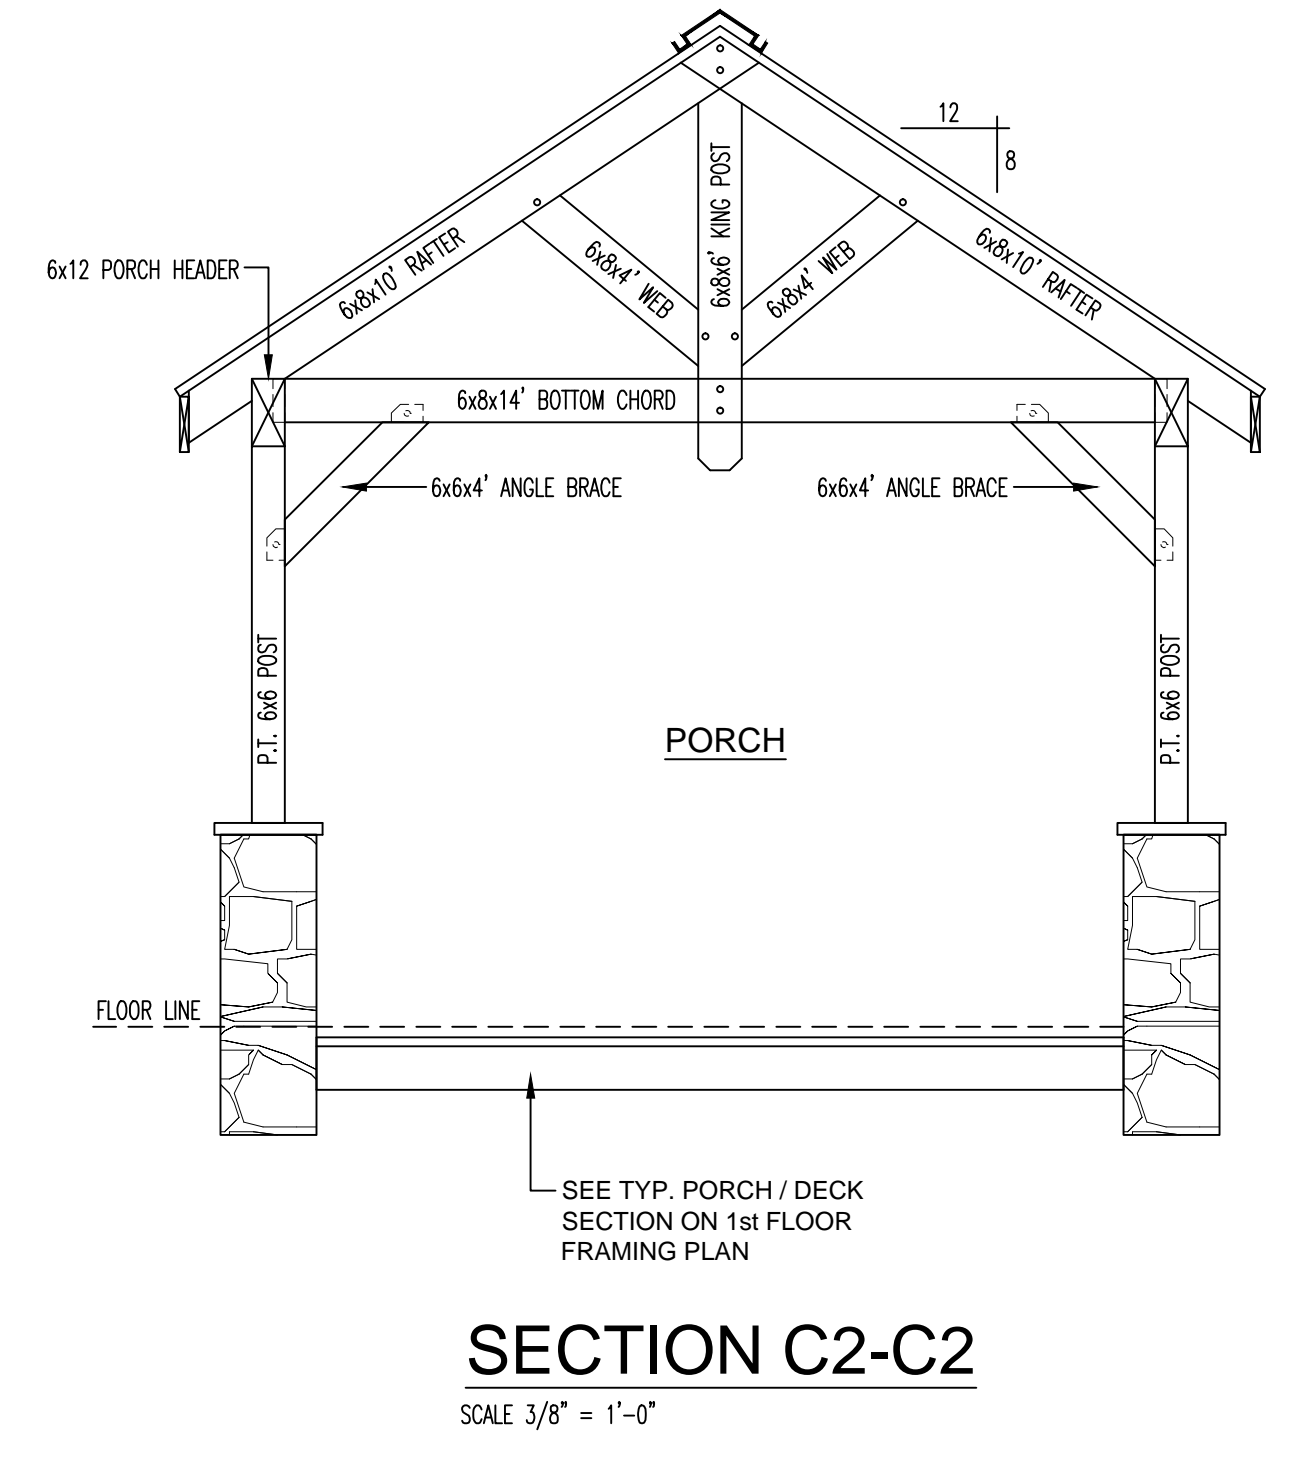 12
8
6x8x6' KING POST
6x8x4' WEB
6x8x4' WEB
6x8x10' RAFTER
6x8x10' RAFTER
6x12 PORCH HEADER
6x8x14' BOTTOM CHORD
6x6x4' ANGLE BRACE
6x6x4' ANGLE BRACE
P.T. 6x6 POST
P.T. 6x6 POST
PORCH
FLOOR LINE
SEE TYP. PORCH / DECK
SECTION ON 1st FLOOR
FRAMING PLAN
SECTION C2-C2
SCALE 3/8" = 1'-0"